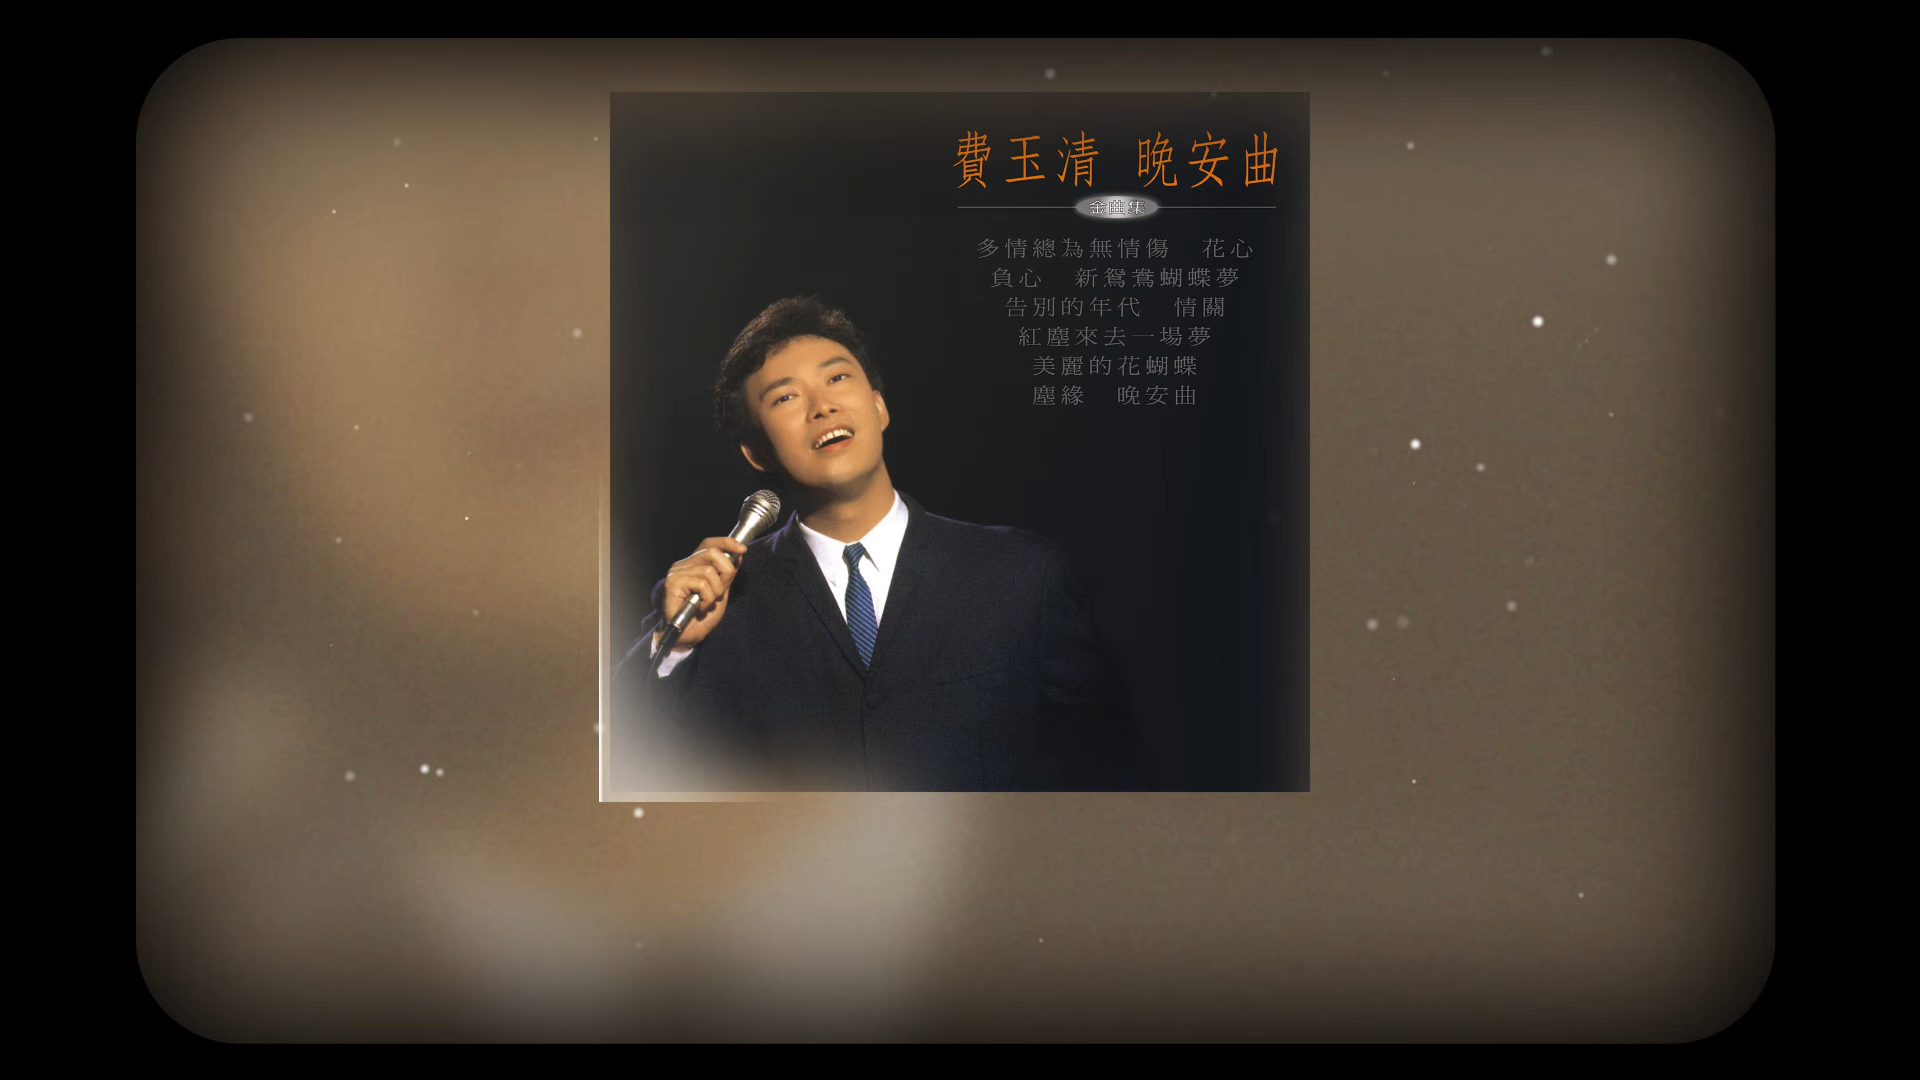 費玉清 晚安曲
金曲集
多情總為無情傷 花心
負心 新鴛鴦蝴蝶夢
告別的年代 情關
紅塵來去一場夢
美麗的花蝴蝶
塵緣 晚安曲